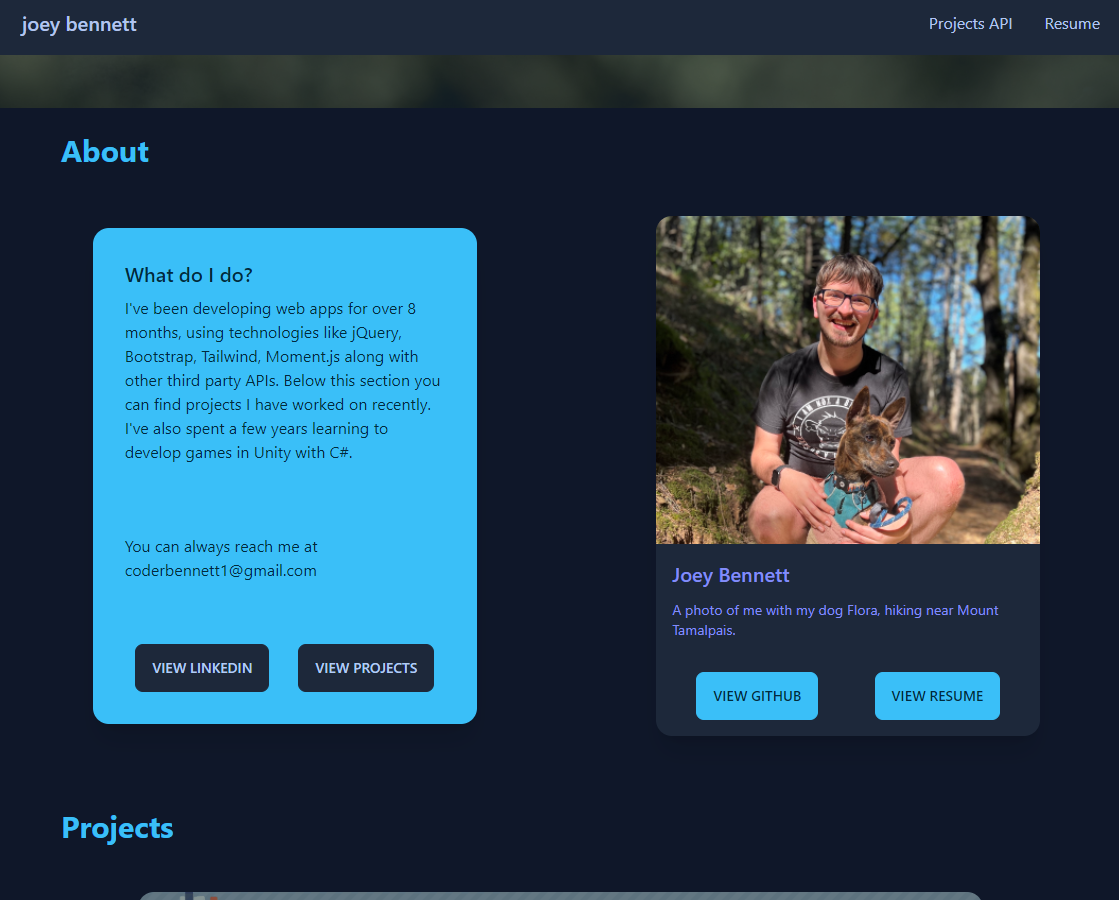 joey bennett
Projects API
Resume
About
What do I do?
I've been developing web apps for over 8
months, using technologies like jQuery,
Bootstrap, Tailwind, Moment.js along with
other third party APIs. Below this section you
can find projects I have worked on recently.
I've also spent a few years learning to
develop games in Unity with C#.
You can always reach me at
coderbennett1@gmail.com
VIEW LINKEDIN
VIEW PROJECTS
I AM NOT A
Joey Bennett
A photo of me with my dog Flora, hiking near Mount
Tamalpais.
VIEW GITHUB
VIEW RESUME
Projects